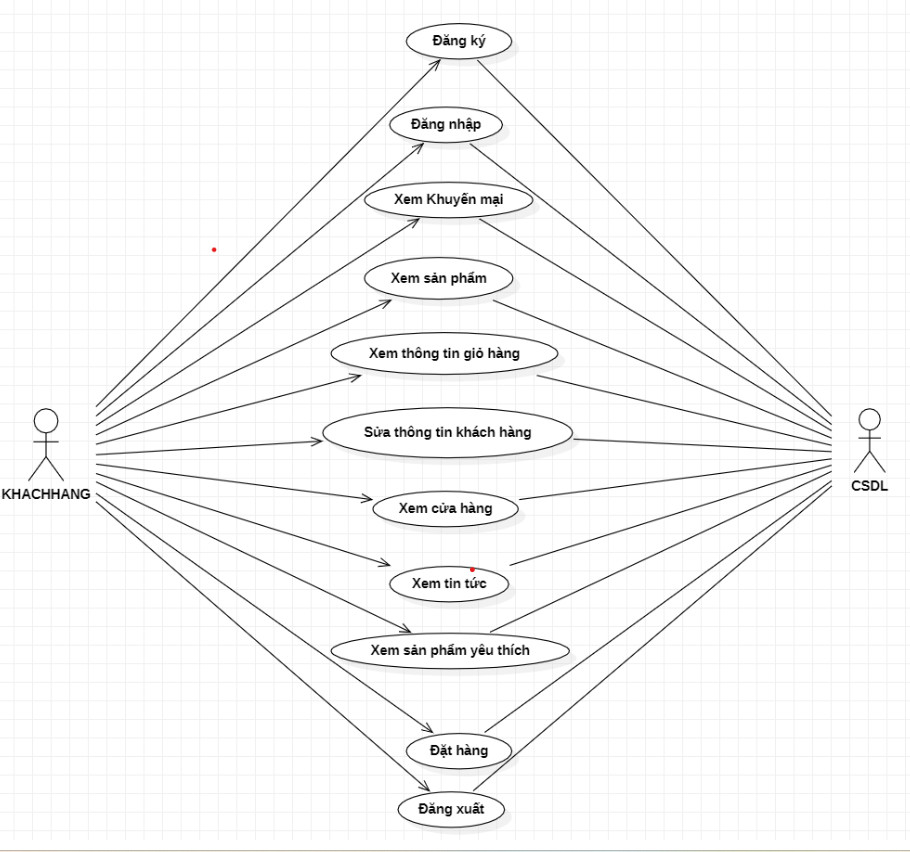 Đăng ký
Đăng nhập
Xem Khuyến mại
Xem sản phẩm
Xem thông tin giỏ hàng
Sửa thông tin khách hàng
KHACHHANG
CSDL
Xem cửa hàng
Xem tin tức
Xem sản phẩm yêu thích
Đặt hàng
Đăng xuất